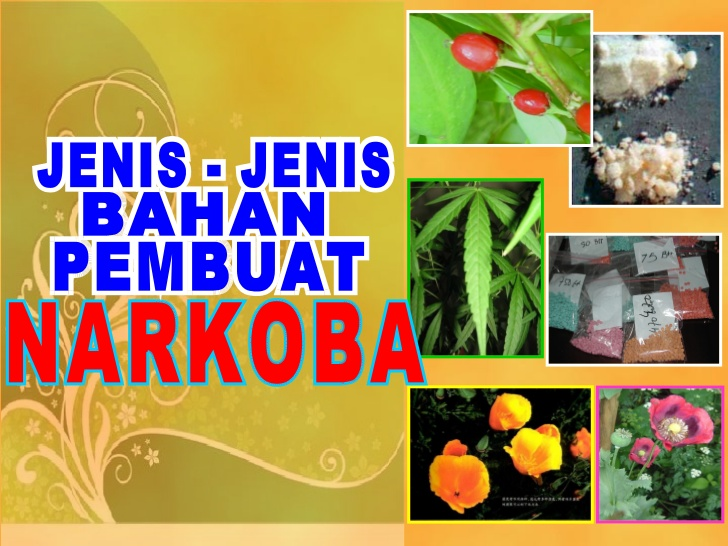 JENIS - JENIS
BAHAN
PEMBUAT
NARKOBA